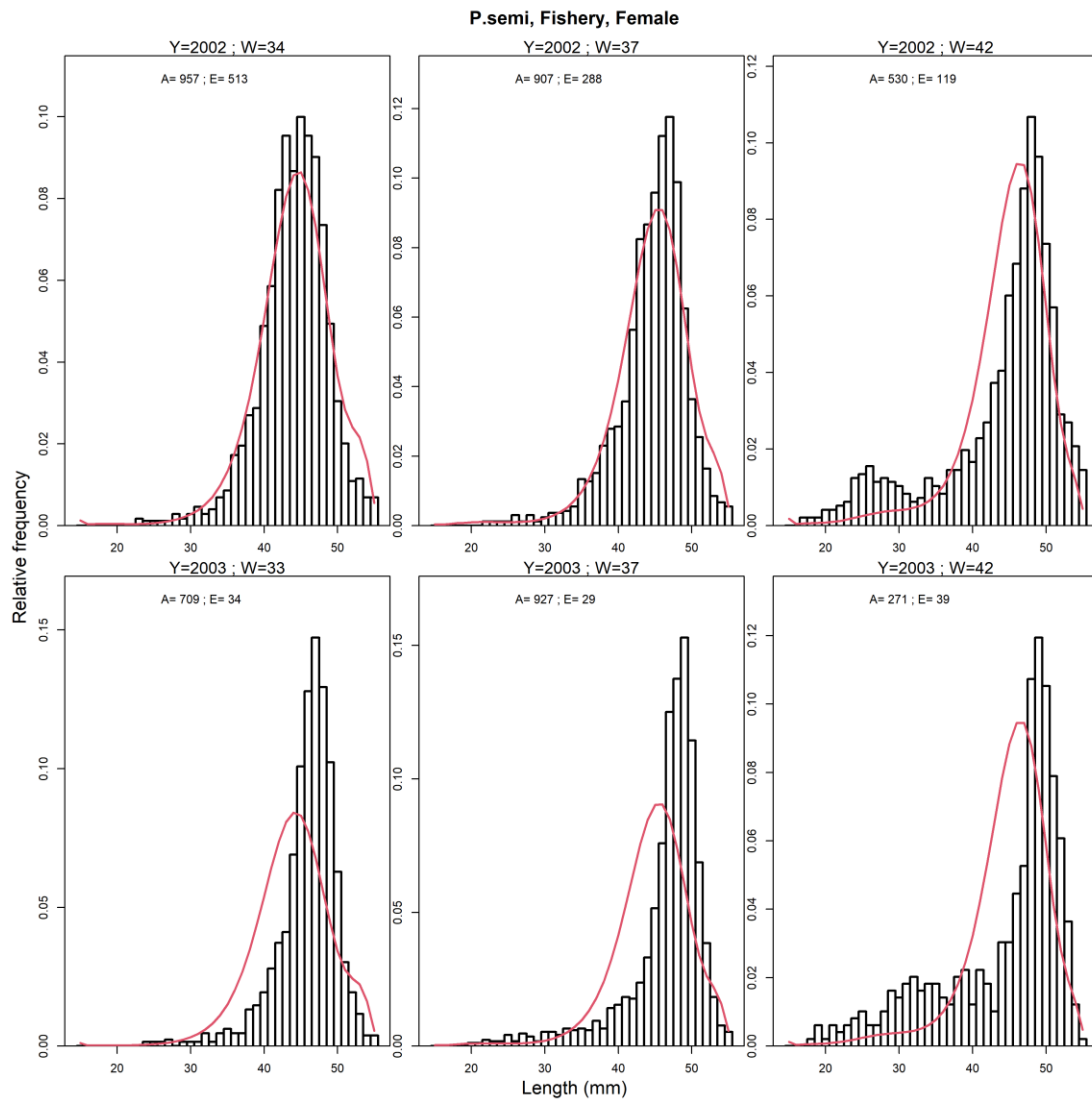 P.semi, Fishery, Female
Y=2002 ; W=34
Y=2002 ; W=37
Y=2002 ; W=42
A= 957 ; E= 513
A= 907 ; E= 288
A= 530 ; E= 119
0.10
0.08
0.06
0.04
0.02
0.00
0.12
0.10
0.08
0.06
0.04
0.02
0.00
0.12
0.10
0.08
0.06
0.04
0.02
0.00
20 30 40 50
20 30 40 50
20 30 40 50
Relative frequency
Y=2003 ; W=33
Y=2003 ; W=37
Y=2003 ; W=42
A= 709 ; E= 34
A= 927 ; E= 29
A= 271 ; E= 39
0.15
0.10
0.05
0.00
0.15
0.10
0.05
0.00
0.12
0.10
0.08
0.06
0.04
0.02
0.00
20 30 40 50
20 30 40 50
20 30 40 50
Length (mm)